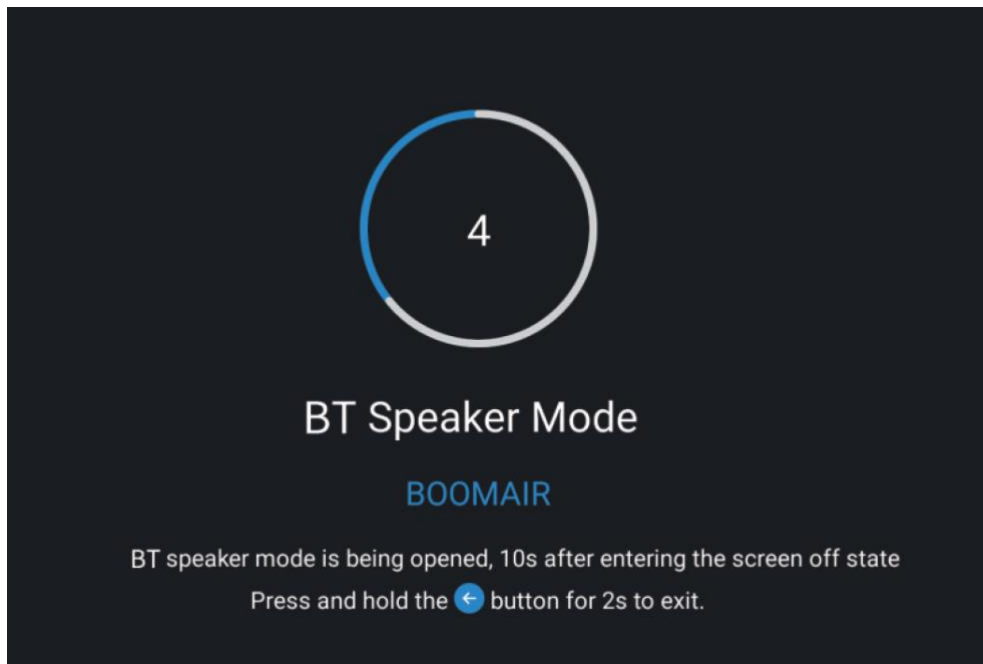 4
BT Speaker Mode
BOOMAIR
BT speaker mode is being opened, 10s after entering the screen off state
Press and hold the ← button for 2s to exit.